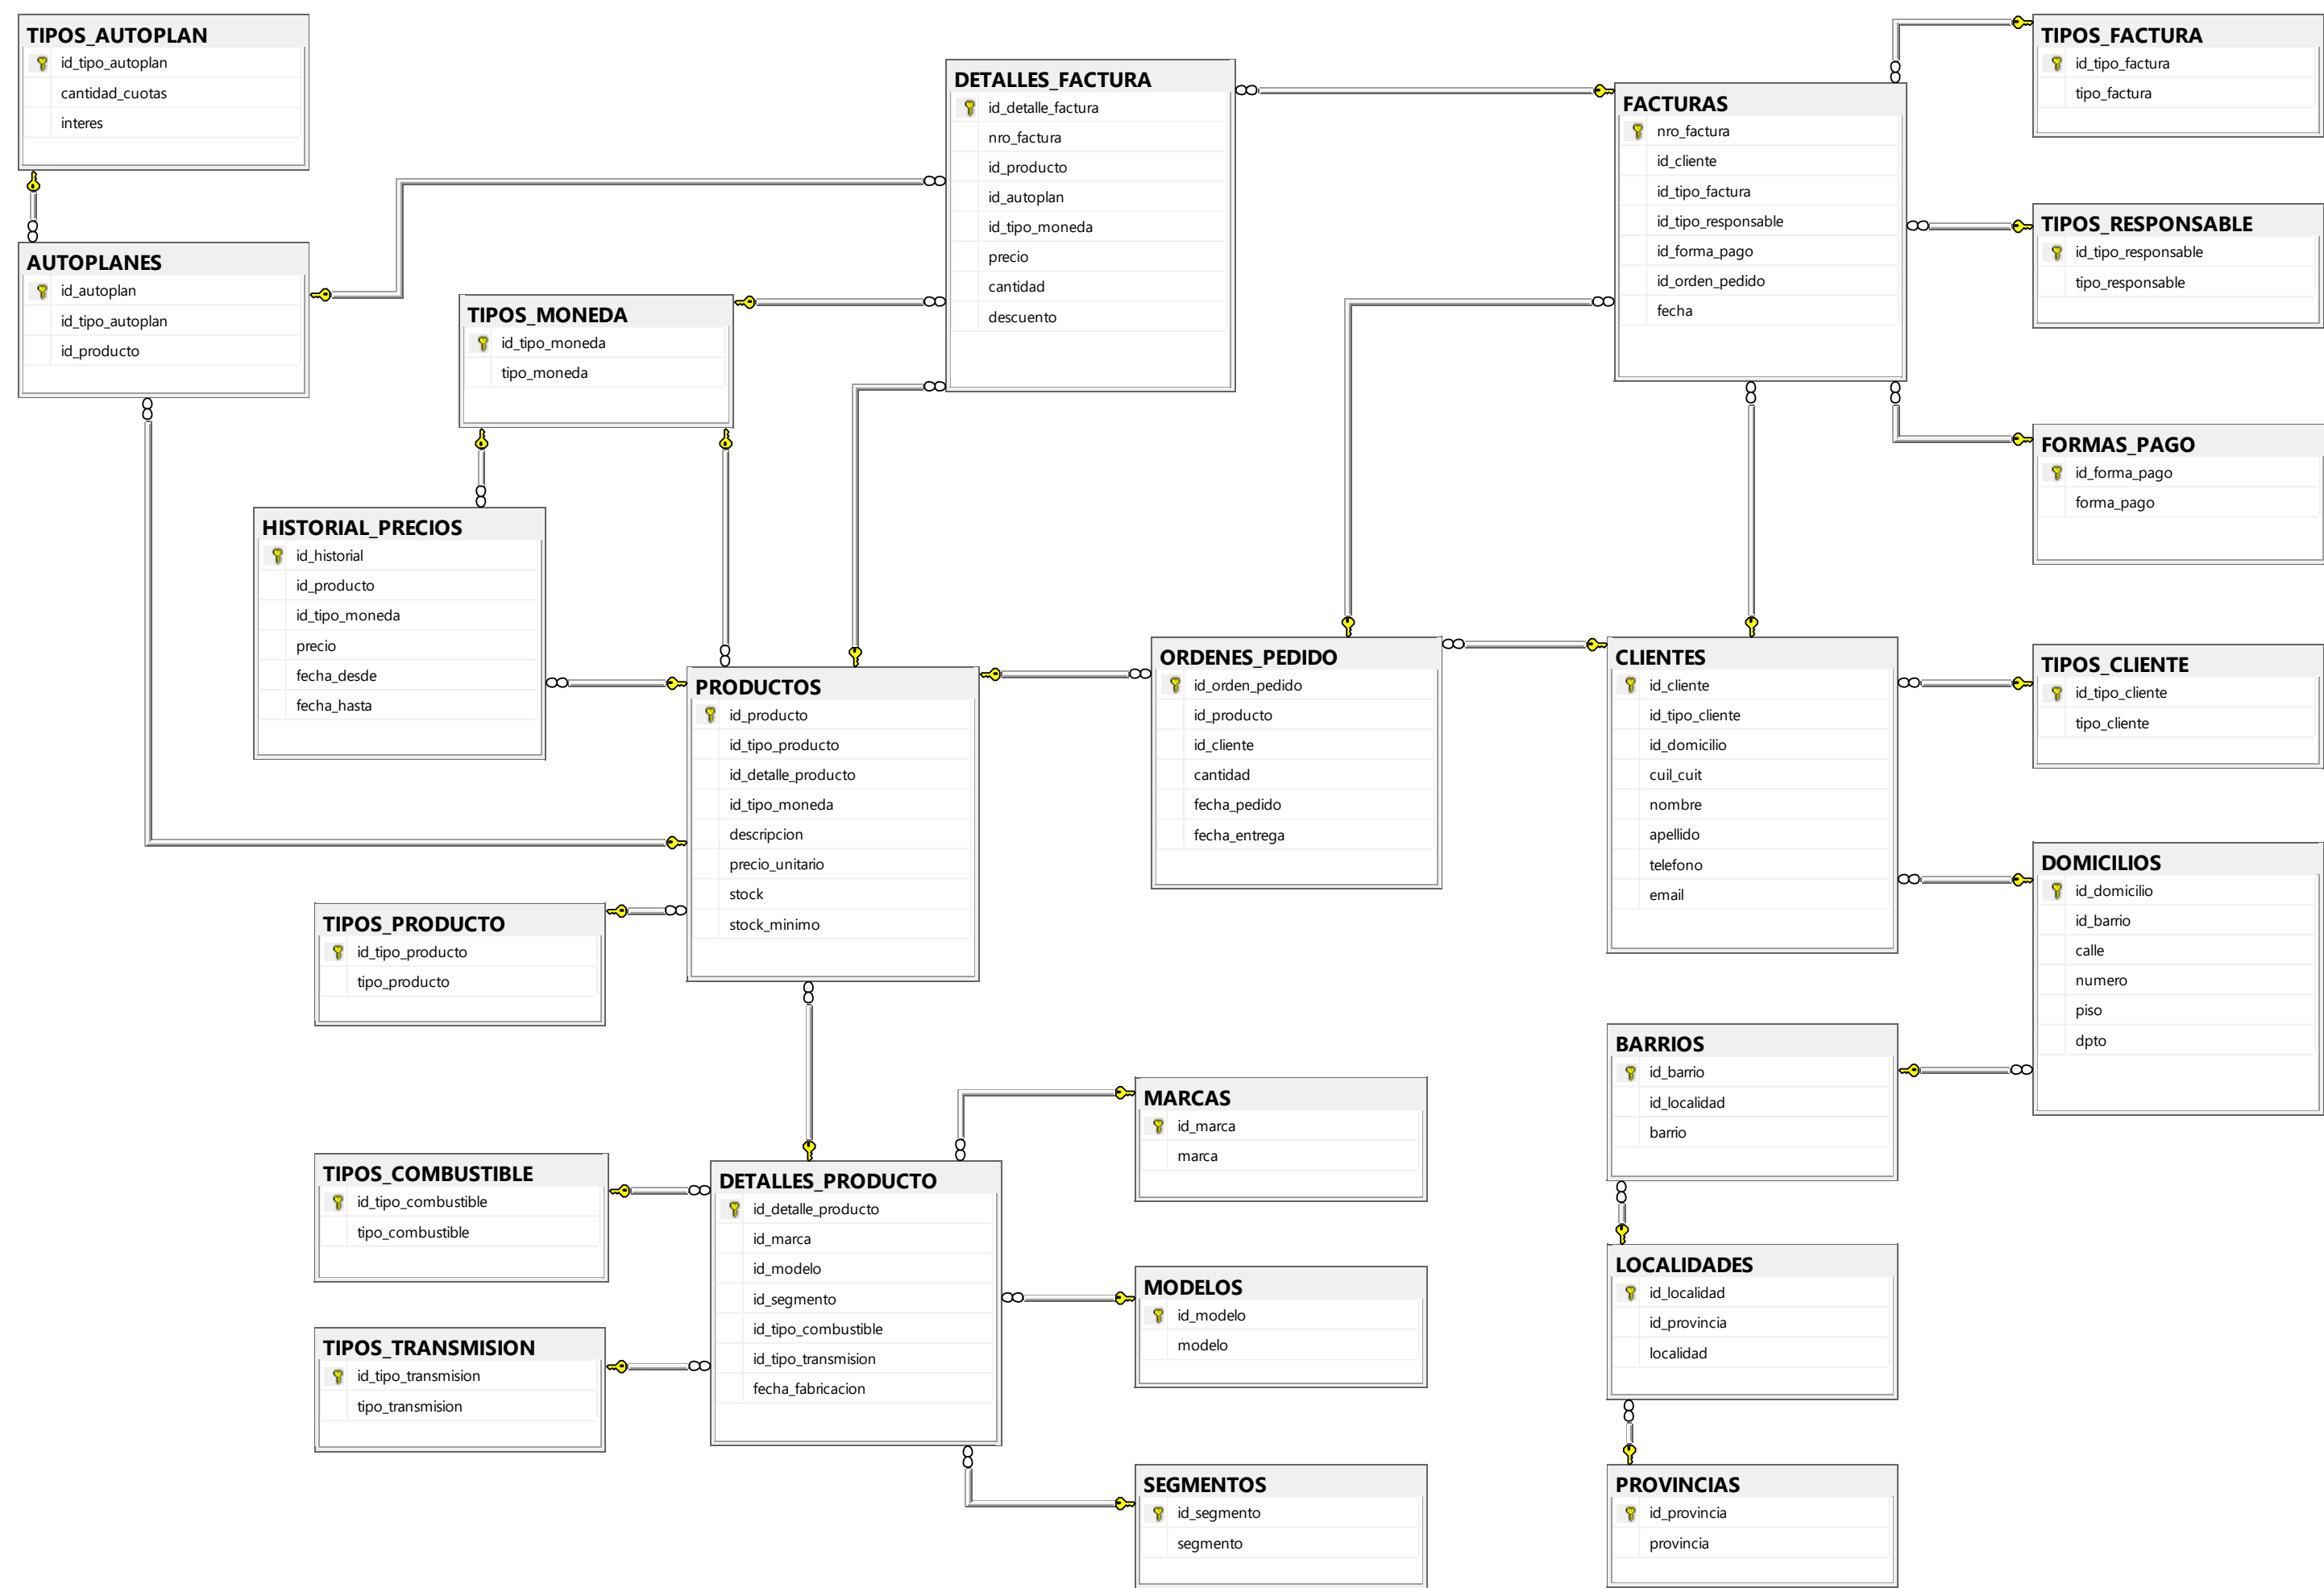 TIPOS_AUTOPLAN
id_tipo_autoplan
cantidad_cuotas
interes
DETALLES_FACTURA
id_detalle_factura
nro_factura
id_producto
id_autoplan
id_tipo_moneda
precio
cantidad
descuento
FACTURAS
nro_factura
id_cliente
id_tipo_factura
id_tipo_responsable
id_forma_pago
id_orden_pedido
fecha
TIPOS_FACTURA
id_tipo_factura
tipo_factura
TIPOS_RESPONSABLE
id_tipo_responsable
tipo_responsable
AUTOPLANES
id_autoplan
id_tipo_autoplan
id_producto
TIPOS_MONEDA
id_tipo_moneda
tipo_moneda
FORMAS_PAGO
id_forma_pago
forma_pago
HISTORIAL_PRECIOS
id_historial
id_producto
id_tipo_moneda
precio
fecha_desde
fecha_hasta
PRODUCTOS
id_producto
id_tipo_producto
id_detalle_producto
id_tipo_moneda
descripcion
precio_unitario
stock
stock_minimo
ORDENES_PEDIDO
id_orden_pedido
id_producto
id_cliente
cantidad
fecha_pedido
fecha_entrega
CLIENTES
id_cliente
id_tipo_cliente
id_domicilio
cuil_cuit
nombre
apellido
telefono
email
TIPOS_CLIENTE
id_tipo_cliente
tipo_cliente
DOMICILIOS
id_domicilio
id_barrio
calle
numero
piso
dpto
TIPOS_PRODUCTO
id_tipo_producto
tipo_producto
BARRIOS
id_barrio
id_localidad
barrio
MARCAS
id_marca
marca
TIPOS_COMBUSTIBLE
id_tipo_combustible
tipo_combustible
DETALLES_PRODUCTO
id_detalle_producto
id_marca
id_modelo
id_segmento
id_tipo_combustible
id_tipo_transmision
fecha_fabricacion
MODELOS
id_modelo
modelo
LOCALIDADES
id_localidad
id_provincia
localidad
TIPOS_TRANSMISION
id_tipo_transmision
tipo_transmision
SEGMENTOS
id_segmento
segmento
PROVINCIAS
id_provincia
provincia